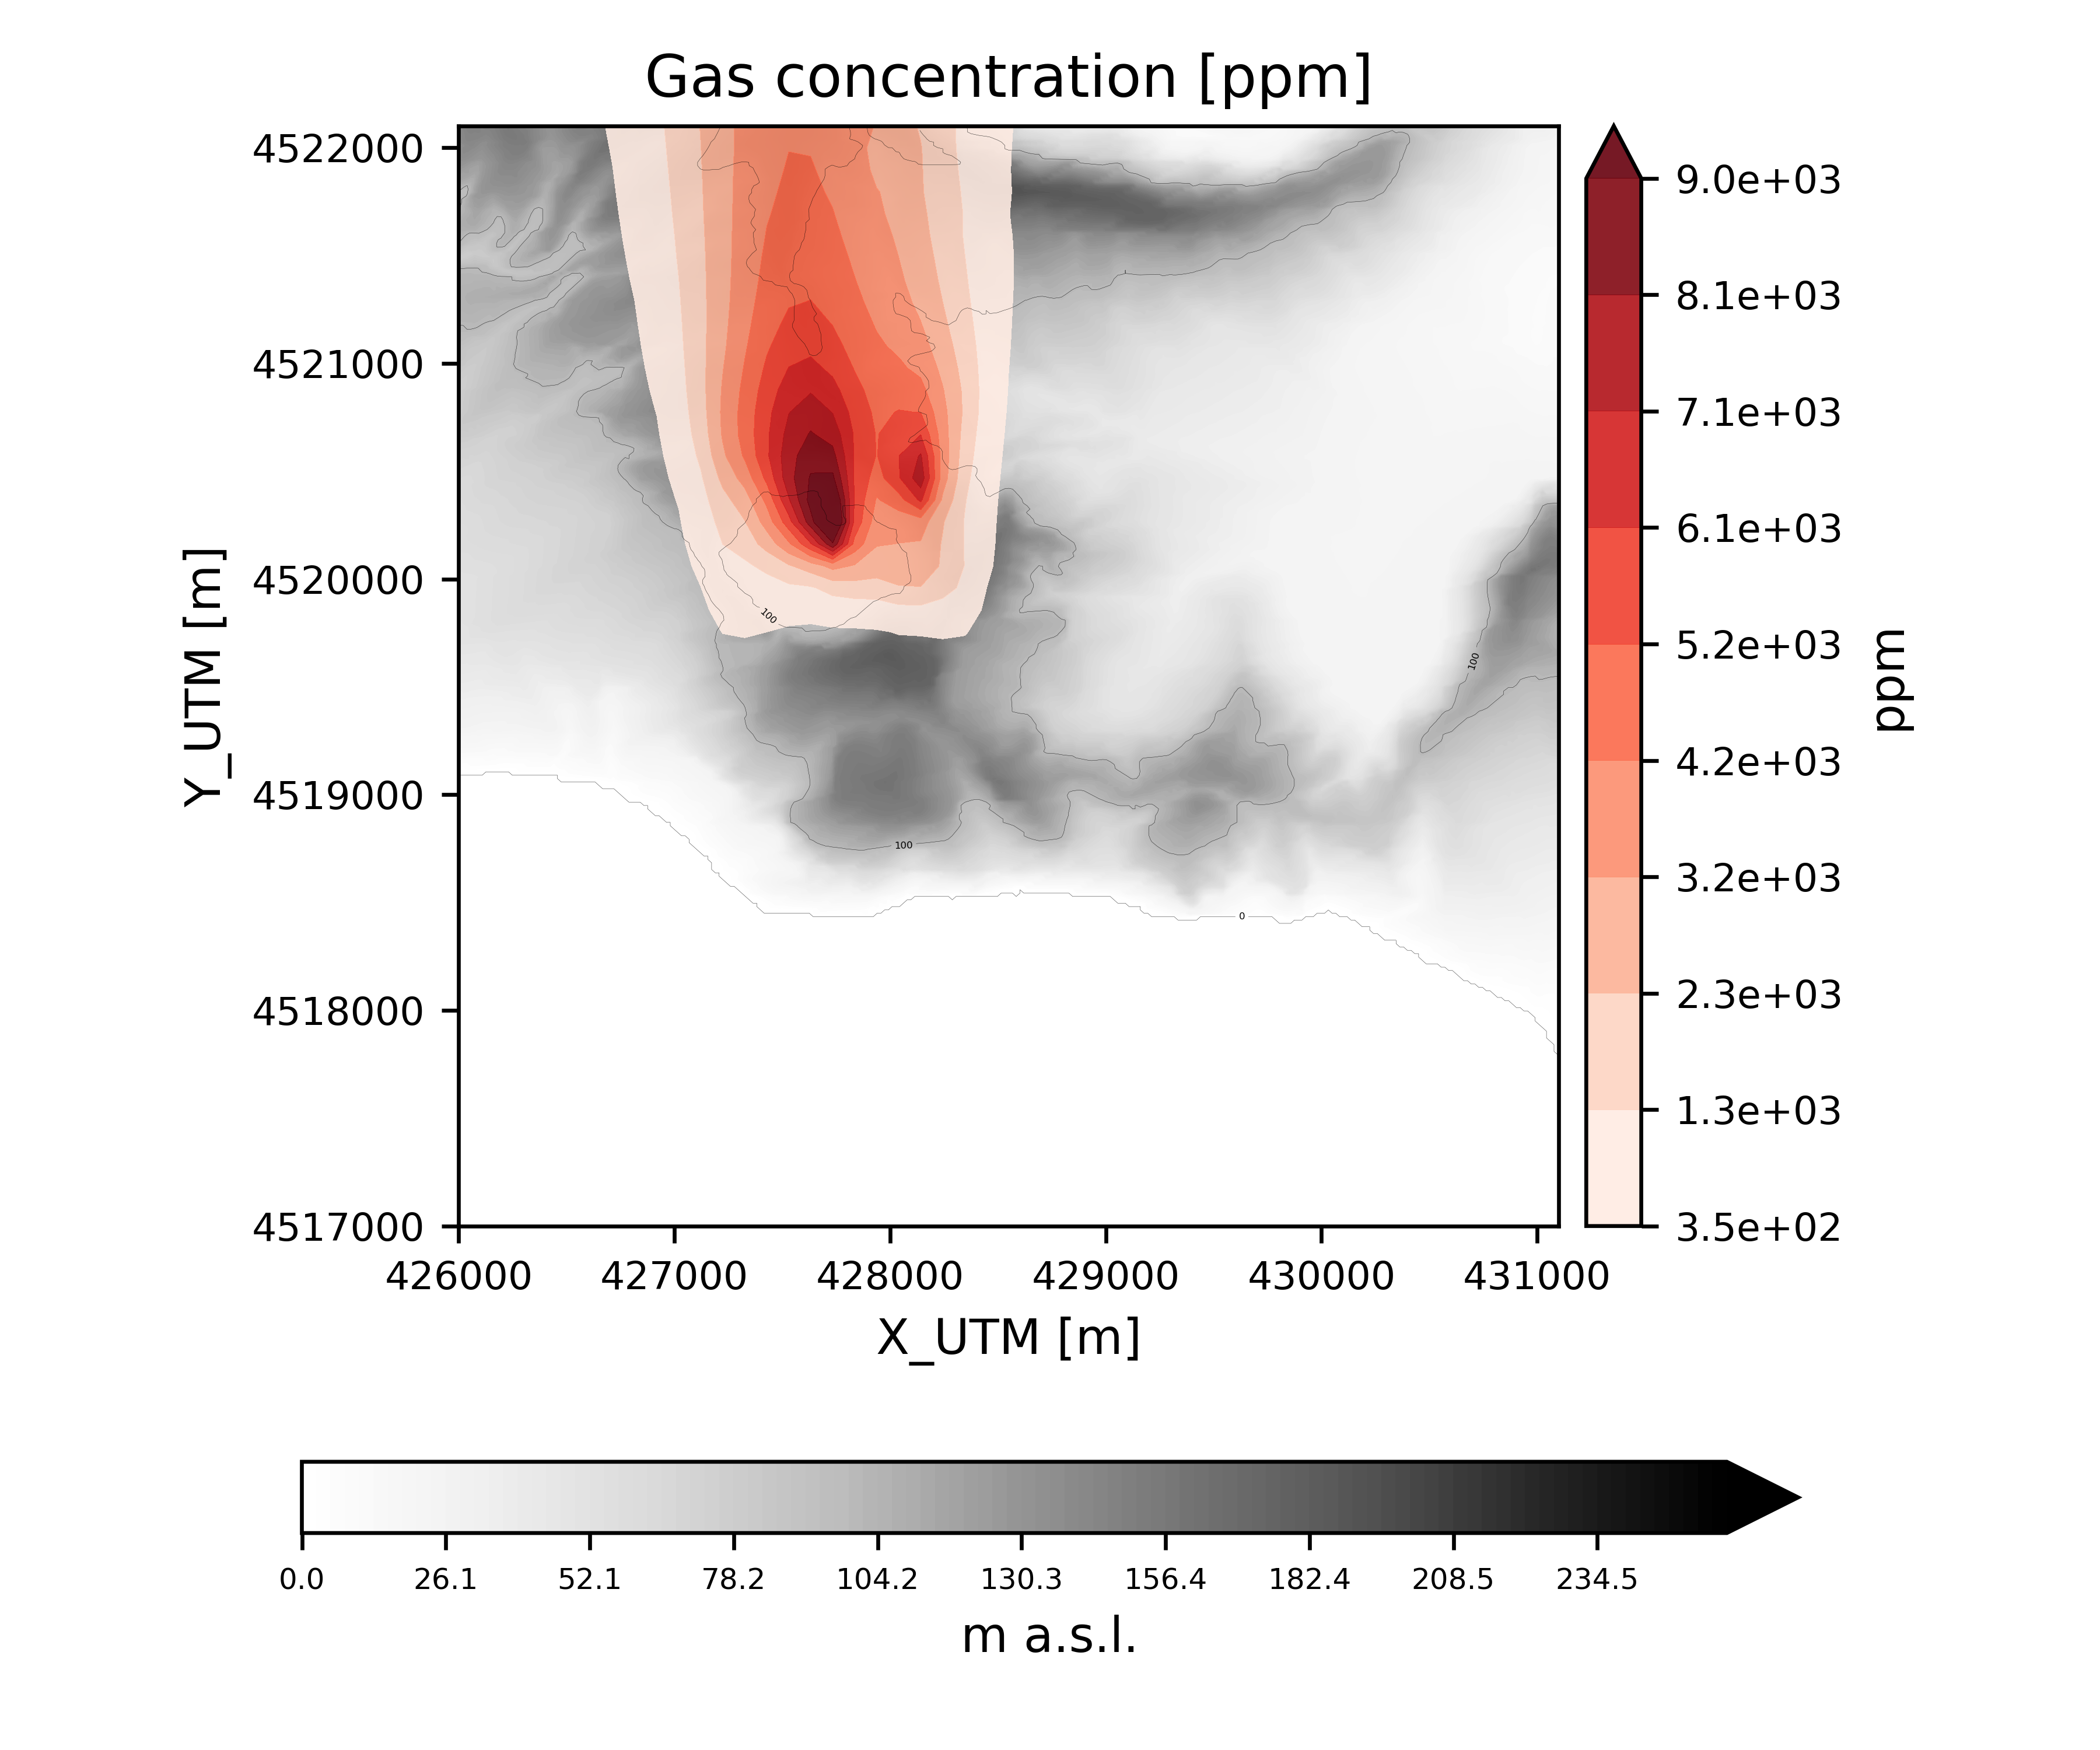 Gas concentration [ppm]
4522000
4521000
4520000
4519000
4518000
4517000
Y_UTM [m]
426000 427000 428000 429000 430000 431000
X_UTM [m]
100
100
100
0
9.0e+03
8.1e+03
7.1e+03
6.1e+03
5.2e+03
4.2e+03
3.2e+03
2.3e+03
1.3e+03
3.5e+02
ppm
0.0 26.1 52.1 78.2 104.2 130.3 156.4 182.4 208.5 234.5
m a.s.l.